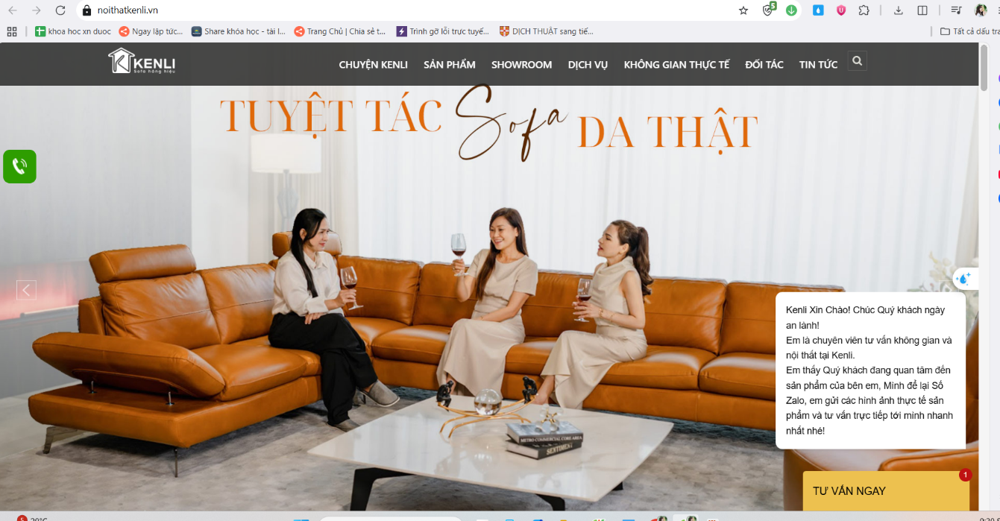 noithatkenli.vn
5
khoa hoc xn duoc
Ngay lập tức...
Share khóa học - tài l...
Trang Chủ | Chia sẻ t...
Trình gỡ lỗi trực tuyế...
DỊCH THUẬT sang tiế...
Tất cả dấu tra
KENLI
Sofa hàng hiệu
CHUYỆN KENLI
SẢN PHẨM
SHOWROOM
DỊCH VỤ
KHÔNG GIAN THỰC TẾ
ĐỐI TÁC
TIN TỨC
TUYỆT TÁC Sofa DA THẬT
Kenli Xin Chào! Chúc Quý khách ngày
an lành!
Em là chuyên viên tư vấn không gian và
nội thất tại Kenli.
Em thấy Quý khách đang quan tâm đến
sản phẩm của bên em, Mình để lại Số
Zalo, em gửi các hình ảnh thực tế sản
phẩm và tư vấn trực tiếp tới mình nhanh
nhất nhé!
METRO COMMERCIAL CORE AREA
SENTIMEN
1
TƯ VẤN NGAY
5
20°C